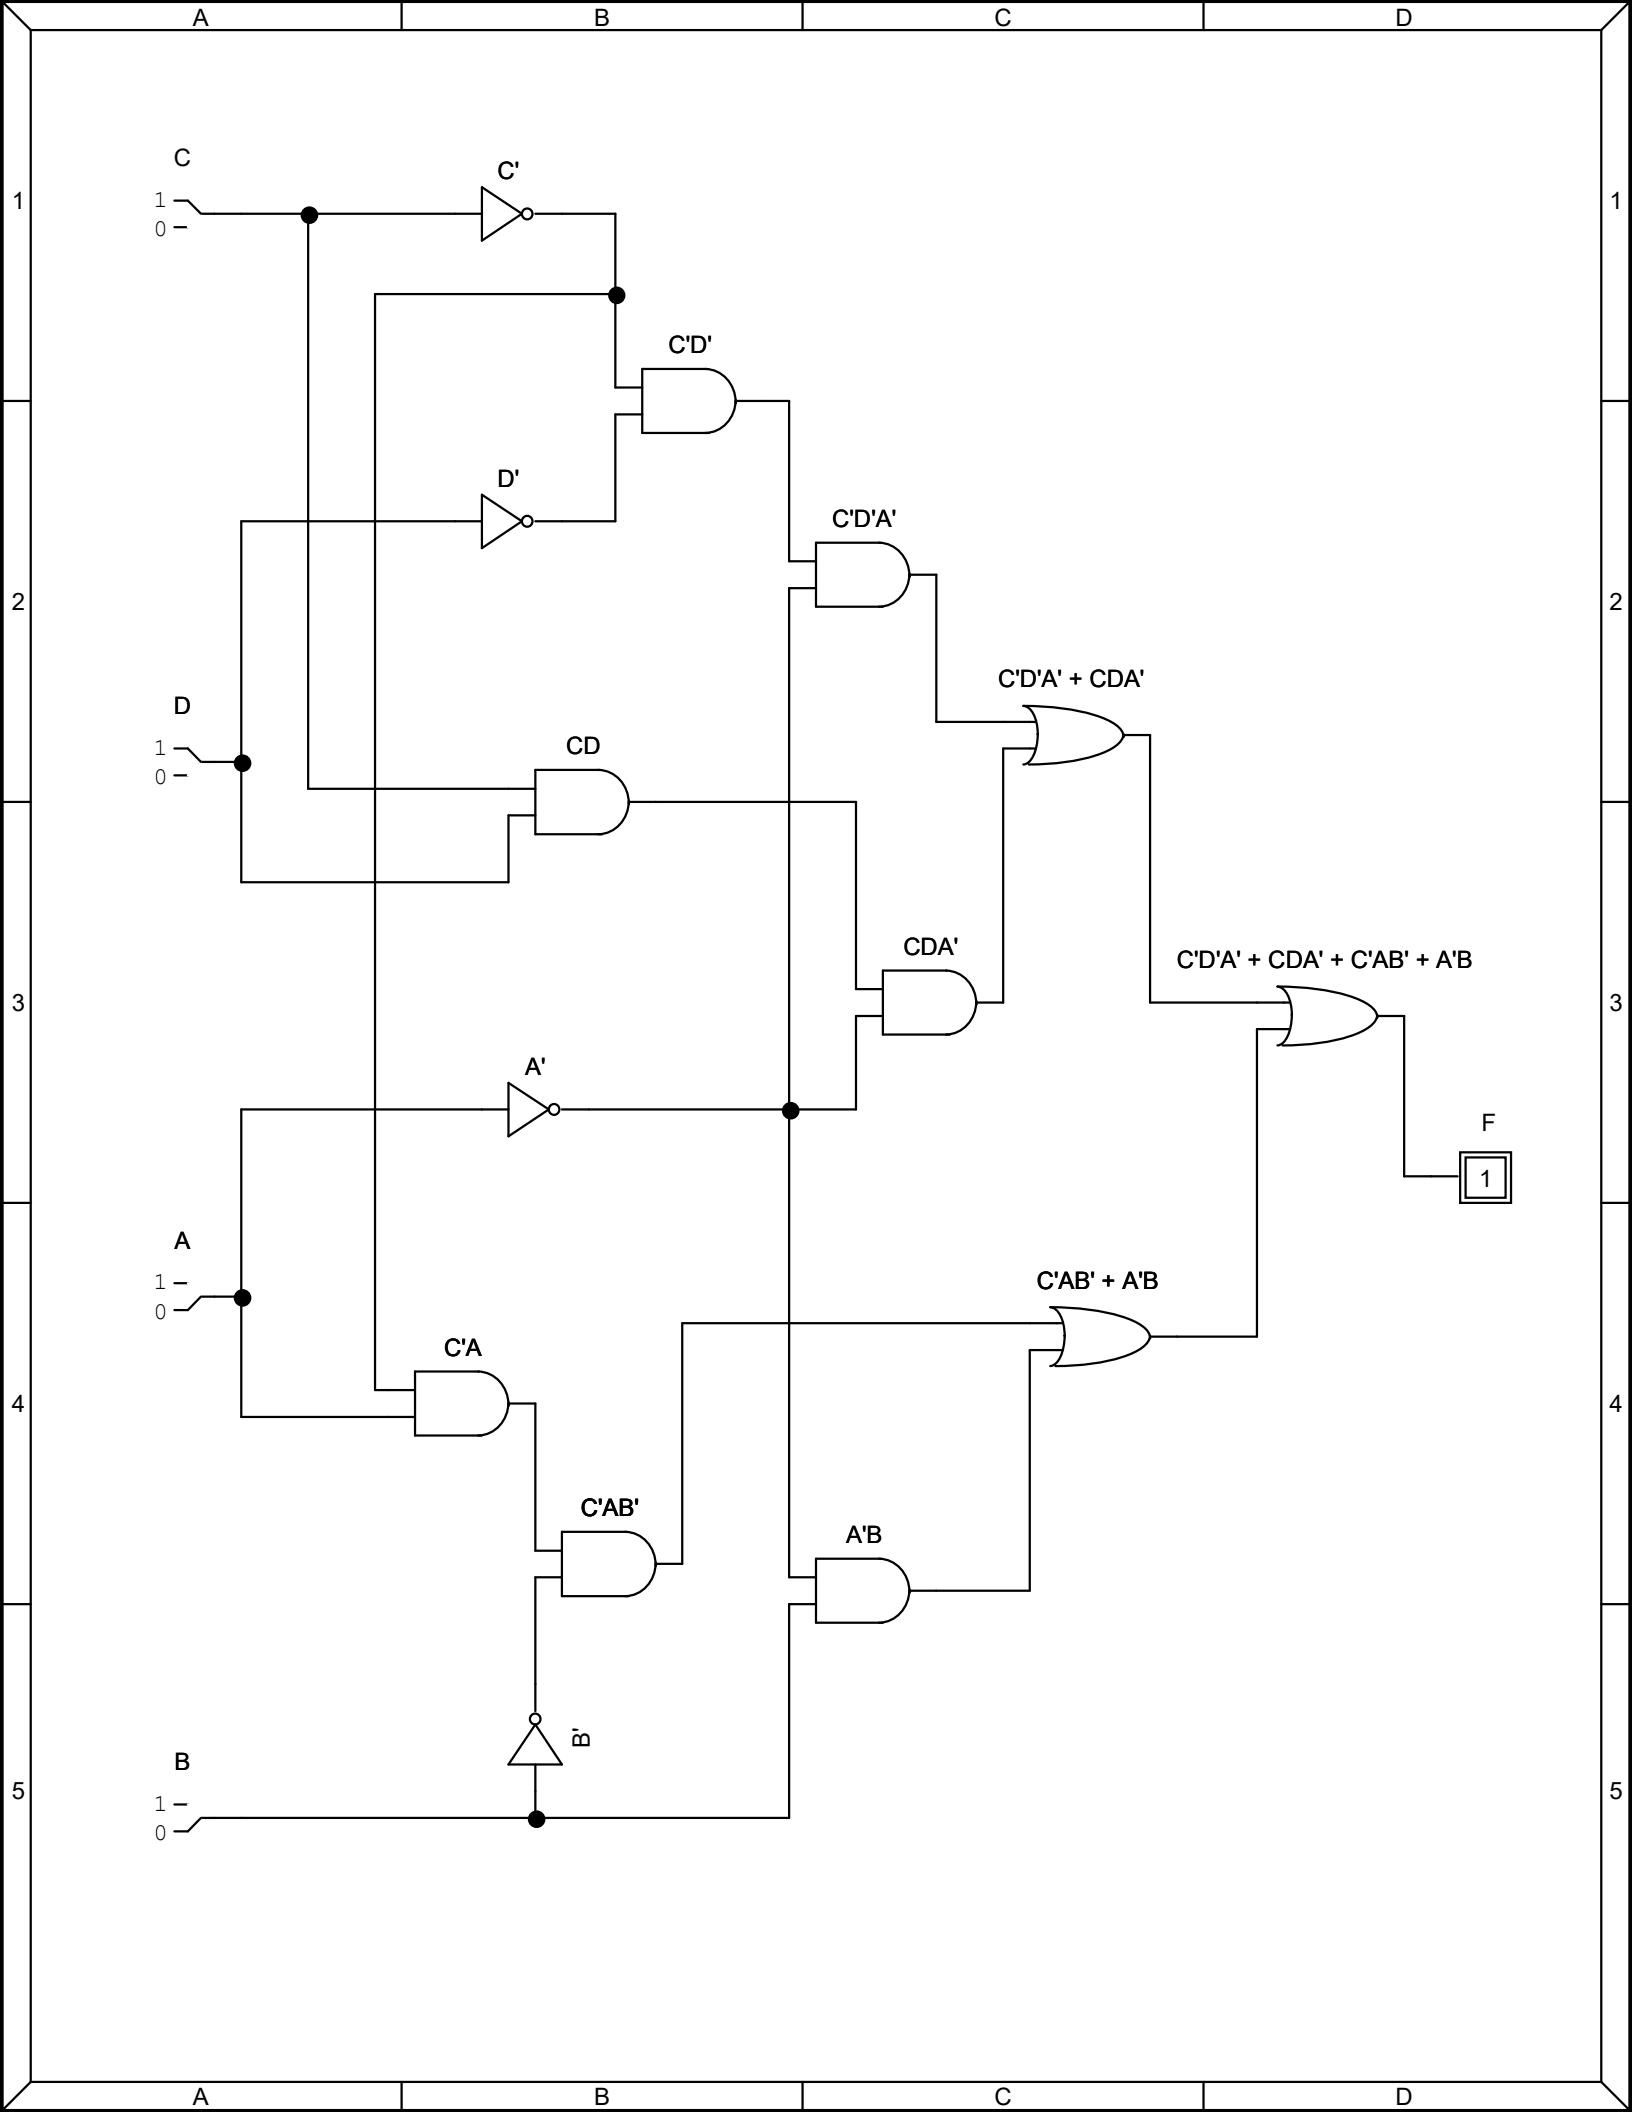 A B C D
C
C'
1
1 1
0
C'D'
D'
C'D'A'
2 2
C'D'A' + CDA'
D
CD
1
0
CDA'
C'D'A' + CDA' + C'AB' + A'B
3 3
A'
F
1
A
C'AB' + A'B
1
0
C'A
4 4
C'AB'
A'B
B'
B
5 5
1
0
A B C D